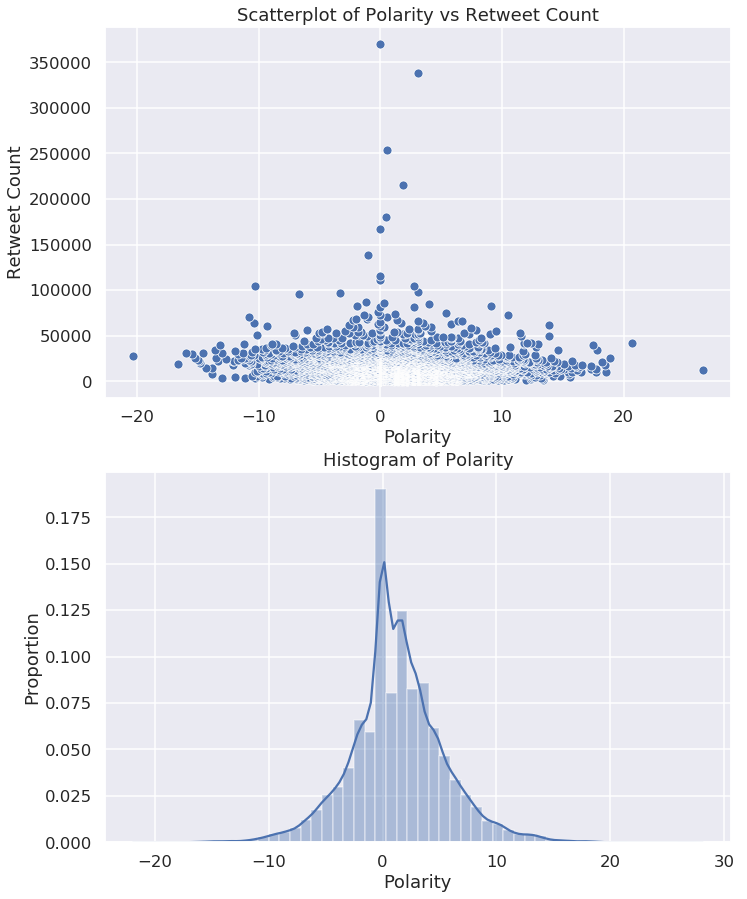 Scatterplot of Polarity vs Retweet Count
350000
300000
250000
200000
150000
100000
50000
0
Retweet Count
−20 −10 0 10 20
Polarity
Histogram of Polarity
0.175
0.150
0.125
0.100
0.075
0.050
0.025
0.000
Proportion
−20 −10 0 10 20 30
Polarity